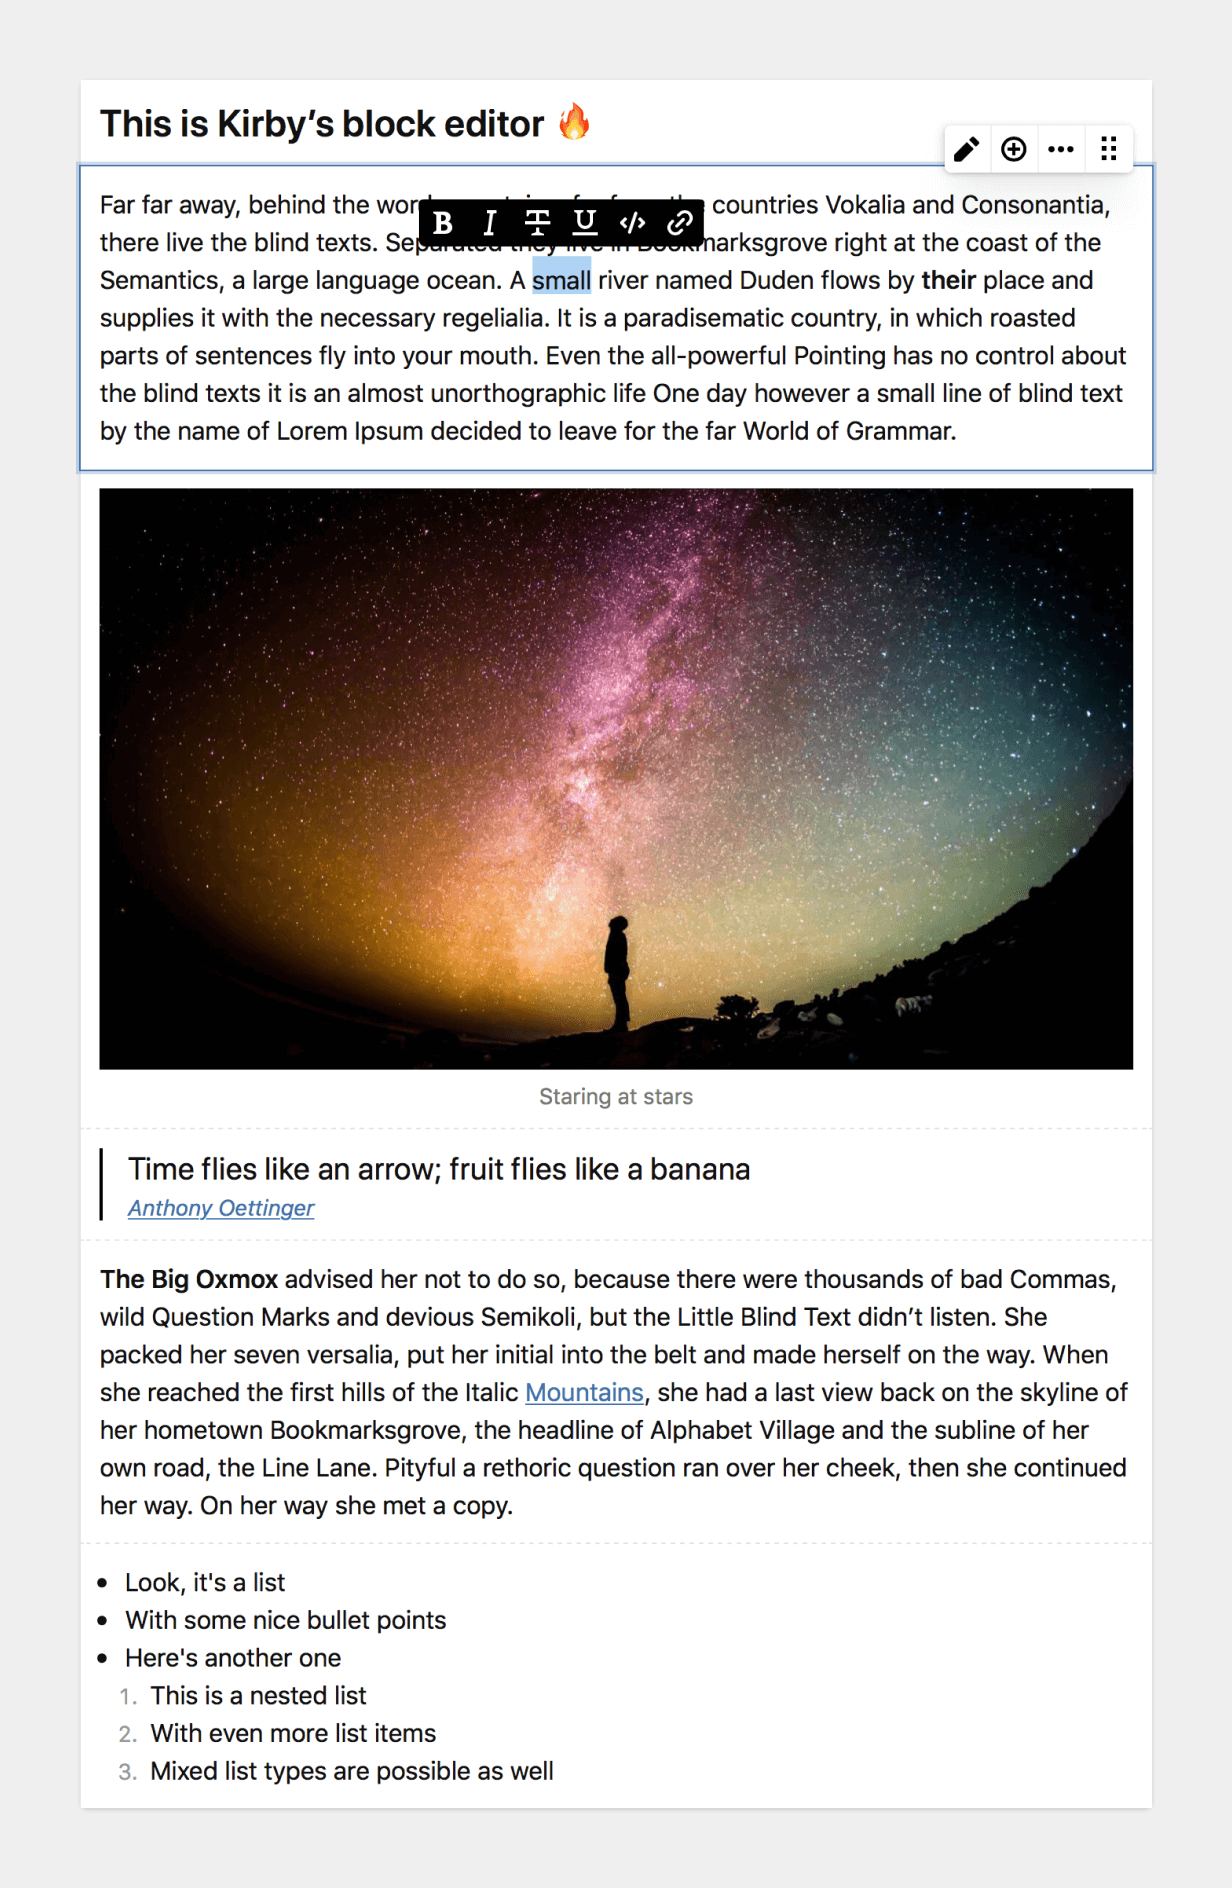 This is Kirby’s block editor 🔥
Far far away, behind the countries Vokalia and Consonantia,
B I T U </>
there live the blind texts. they live in right at the coast of the
Semantics, a large language ocean. A small river named Duden flows by their place and
supplies it with the necessary regelialia. It is a paradisematic country, in which roasted
parts of sentences fly into your mouth. Even the all-powerful Pointing has no control about
the blind texts it is an almost unorthographic life One day however a small line of blind text
by the name of Lorem Ipsum decided to leave for the far World of Grammar.
Staring at stars
Time flies like an arrow; fruit flies like a banana
Anthony Oettinger
The Big Oxmox advised her not to do so, because there were thousands of bad Commas,
wild Question Marks and devious Semikoli, but the Little Blind Text didn’t listen. She
packed her seven versalia, put her initial into the belt and made herself on the way. When
she reached the first hills of the Italic Mountains, she had a last view back on the skyline of
her hometown Bookmarksgrove, the headline of Alphabet Village and the subline of her
own road, the Line Lane. Pityful a rethoric question ran over her cheek, then she continued
her way. On her way she met a copy.
• Look, it's a list
• With some nice bullet points
• Here's another one
1. This is a nested list
2. With even more list items
3. Mixed list types are possible as well